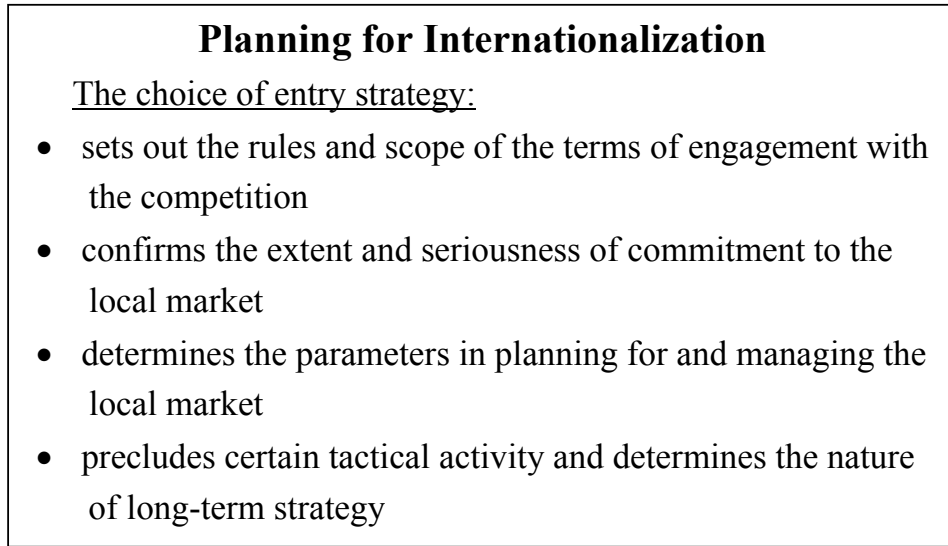 Planning for Internationalization
The choice of entry strategy:
• sets out the rules and scope of the terms of engagement with
the competition
• confirms the extent and seriousness of commitment to the
local market
• determines the parameters in planning for and managing the
local market
• precludes certain tactical activity and determines the nature
of long-term strategy